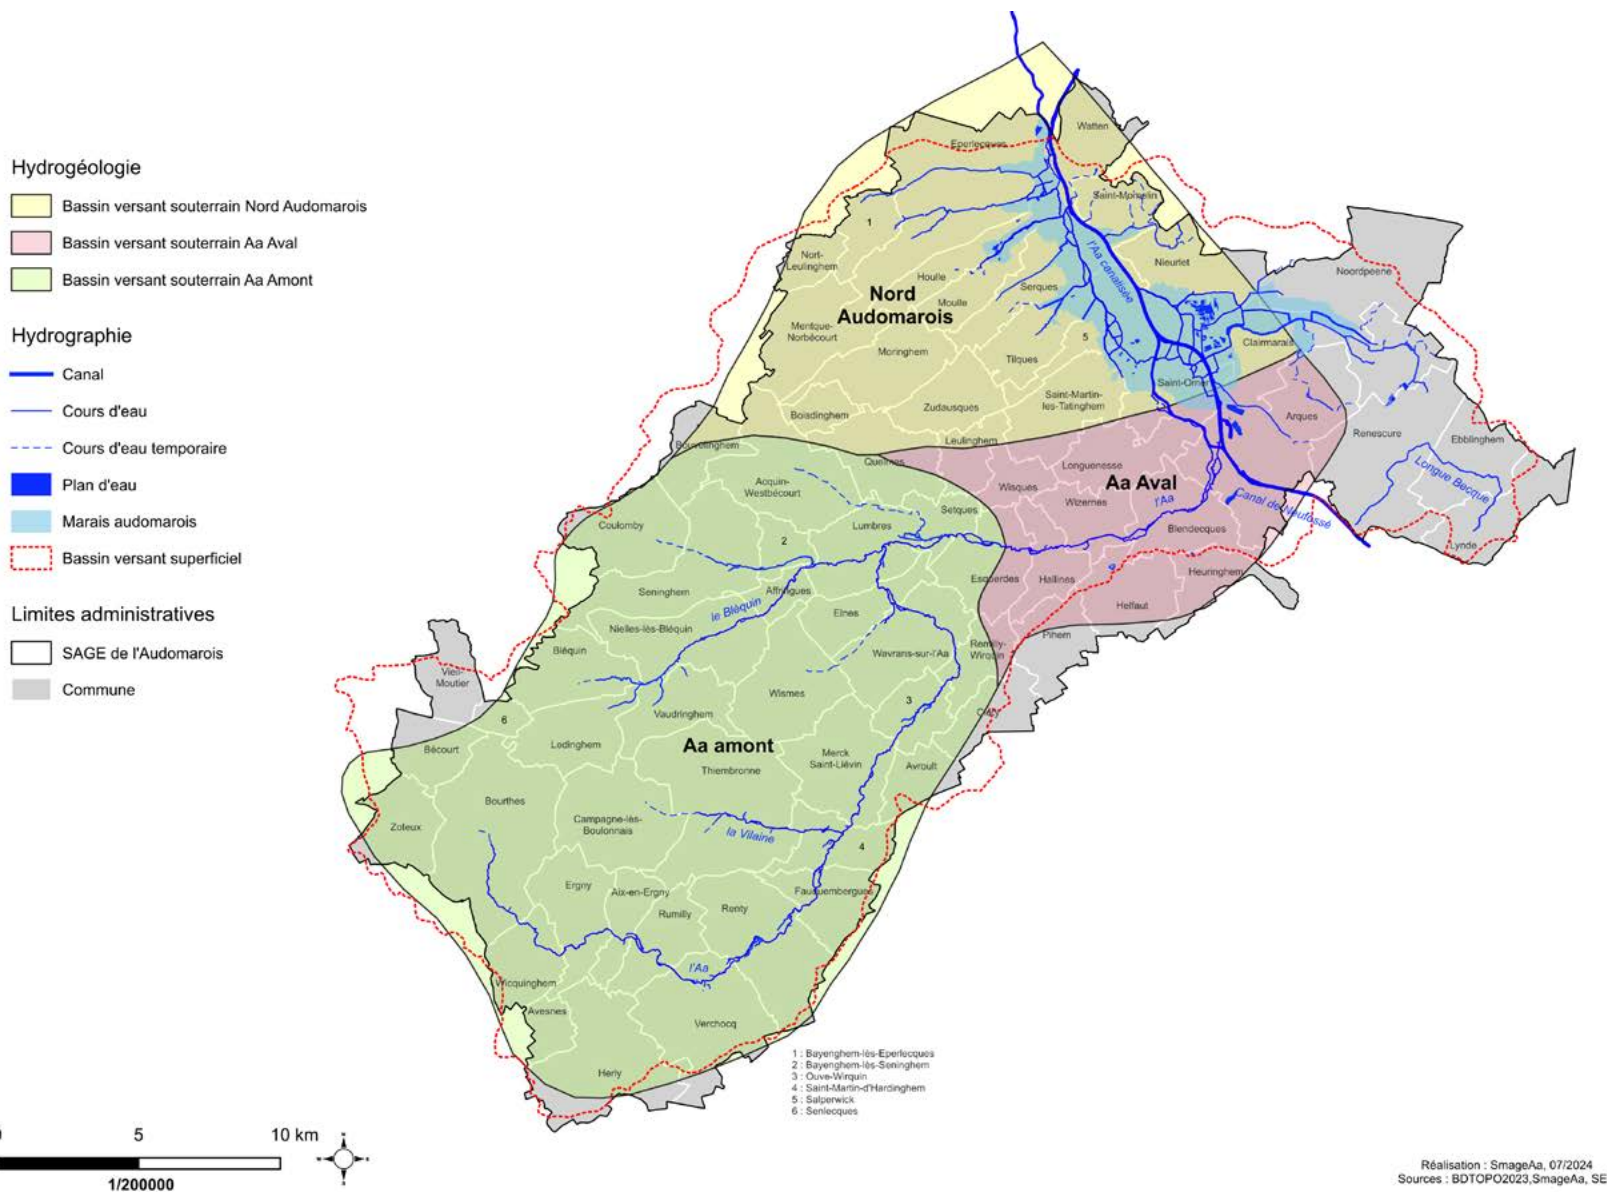 Hydrogéologie
Bassin versant souterrain Nord Audomarois
Bassin versant souterrain Aa Aval
Bassin versant souterrain Aa Amont
Hydrographie
Canal
Cours d'eau
Cours d'eau temporaire
Plan d'eau
Marais audomarois
Bassin versant superficiel
Limites administratives
SAGE de l'Audomarois
Commune
Watten
Eperlecques
Saint-Momelin
1
Nort-
Leulinghem
l'Aa canalisée
Nieurlet
Noordpeene
Houlle
Serques
Nord
Audomarois
Moulle
Mentque-
Norbécourt
5
Clairmarais
Moringhem
Tilques
Saint-Omer
Boisdinghem
Zudausques
Saint-Martin-
les-Tatinghem
Arques
Renescure
Ebblinghem
Leulinghem
Bouvelinghem
Quelmes
Longuenesse
Longue Becque
Acquin-
Westbécourt
Wisques
Aa Aval
Wizernes
l'Aa
Canal de Neufossé
Setques
Coulomby
Lumbres
Blendecques
2
Lynde
Esquerdes
Hallines
Heuringhem
Seninghem
Affringues
Helfaut
le Bléquin
Elnes
Nielles-lès-Bléquin
Pihem
Bléquin
Wavrans-sur-l'Aa
Remilly-
Wirquin
Vieil-
Moutier
Wismes
3
Vaudringhem
Cléty
6
Bécourt
Ledinghem
Aa amont
Merck
Saint-Liévin
Avroult
Thiembronne
Bourthes
Zoteux
Campagne-lès-
Boulonnais
la Vilaine
4
Ergny
Aix-en-Ergny
Fauquembergues
Rumilly
Renty
l'Aa
Wicquinghem
Avesnes
Verchocq
Herly
1 : Bayenghem-lès-Eperlecques
2 : Bayenghem-lès-Seninghem
3 : Ouve-Wirquin
4 : Saint-Martin-d'Hardinghem
5 : Salperwick
6 : Senlecques
5
10 km
1/200000
Réalisation : SmageAa, 07/2024
Sources : BDTOPO2023,SmageAa, SE